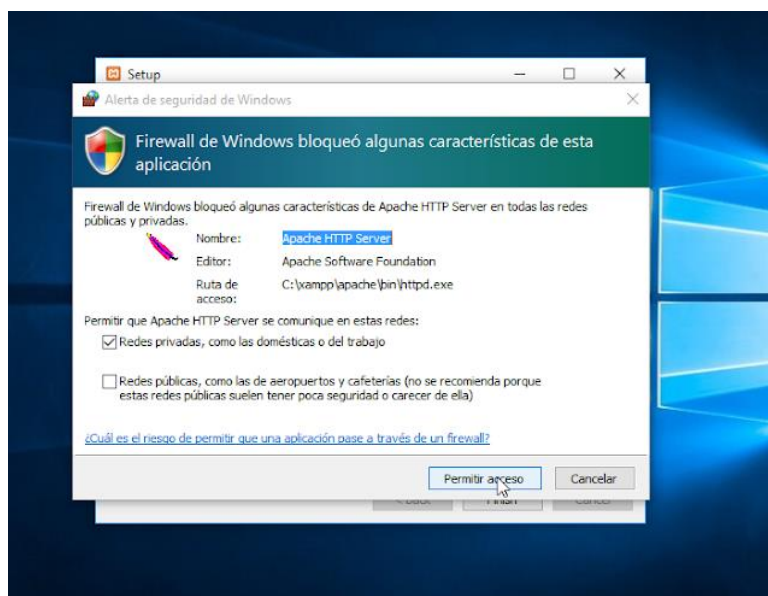 Setup
Alerta de seguridad de Windows
Firewall de Windows bloqueó algunas características de esta
aplicación
Firewall de Windows bloqueó algunas características de Apache HTTP Server en todas las redes
públicas y privadas.
Nombre: Apache HTTP Server
Editor: Apache Software Foundation
Ruta de C:\xampp\apache\bin\httpd.exe
acceso:
Permitir que Apache HTTP Server se comunique en estas redes:
Redes privadas, como las domésticas o del trabajo
Redes públicas, como las de aeropuertos y cafeterías (no se recomienda porque
estas redes públicas suelen tener poca seguridad o carecer de ella)
¿Cuál es el riesgo de permitir que una aplicación pase a través de un firewall?
Permitir acceso Cancelar
< Back Finish Cancel